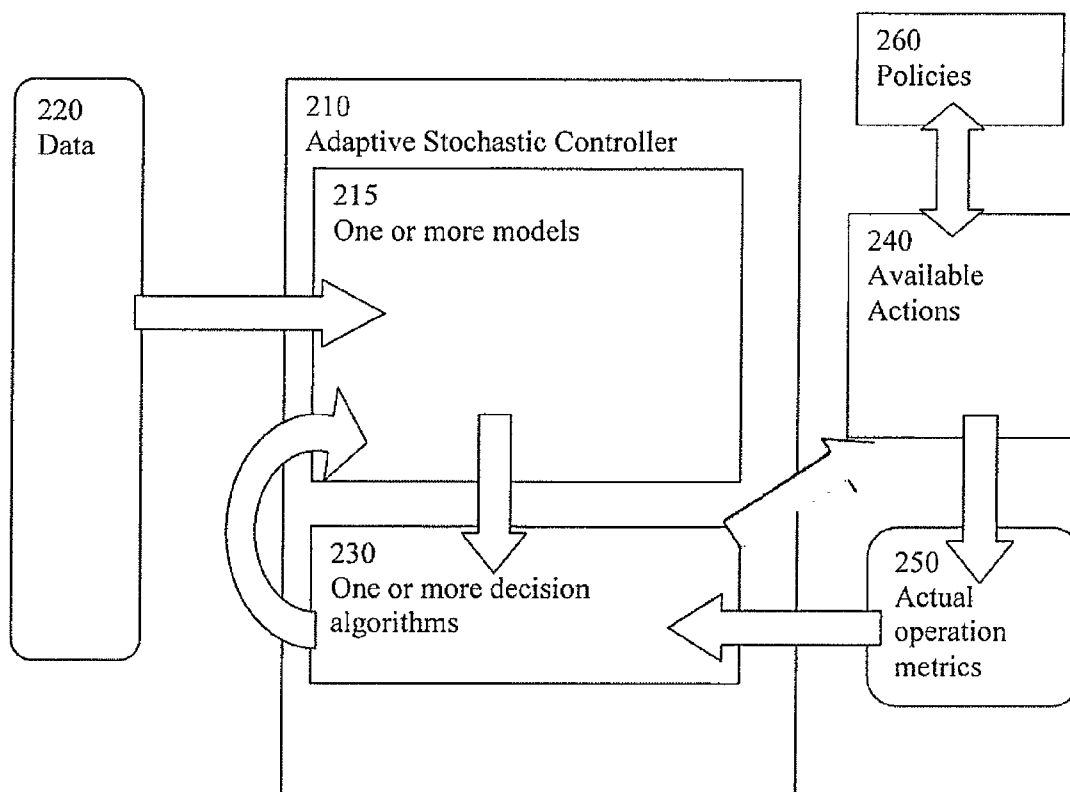 220
Data
210
Adaptive Stochastic Controller
215
One or more models
230
One or more decision
algorithms
260
Policies
240
Available
Actions
250
Actual
operation
metrics